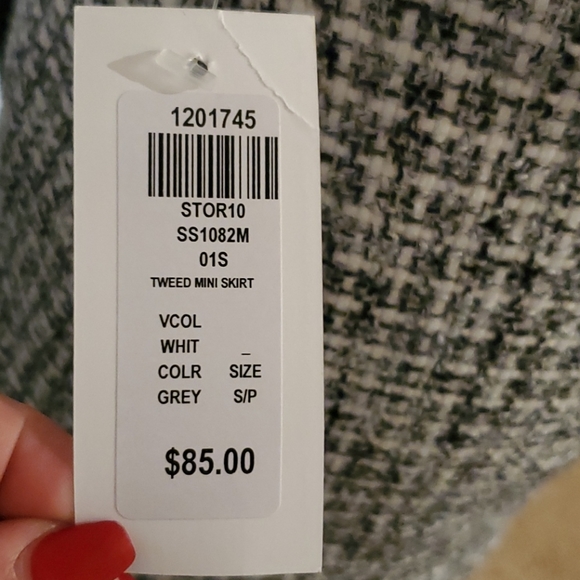 1201745
STOR10
SS1082M
01S
TWEED MINI SKIRT
VCOL
WHIT _
COLR SIZE
GREY S/P
$85.00